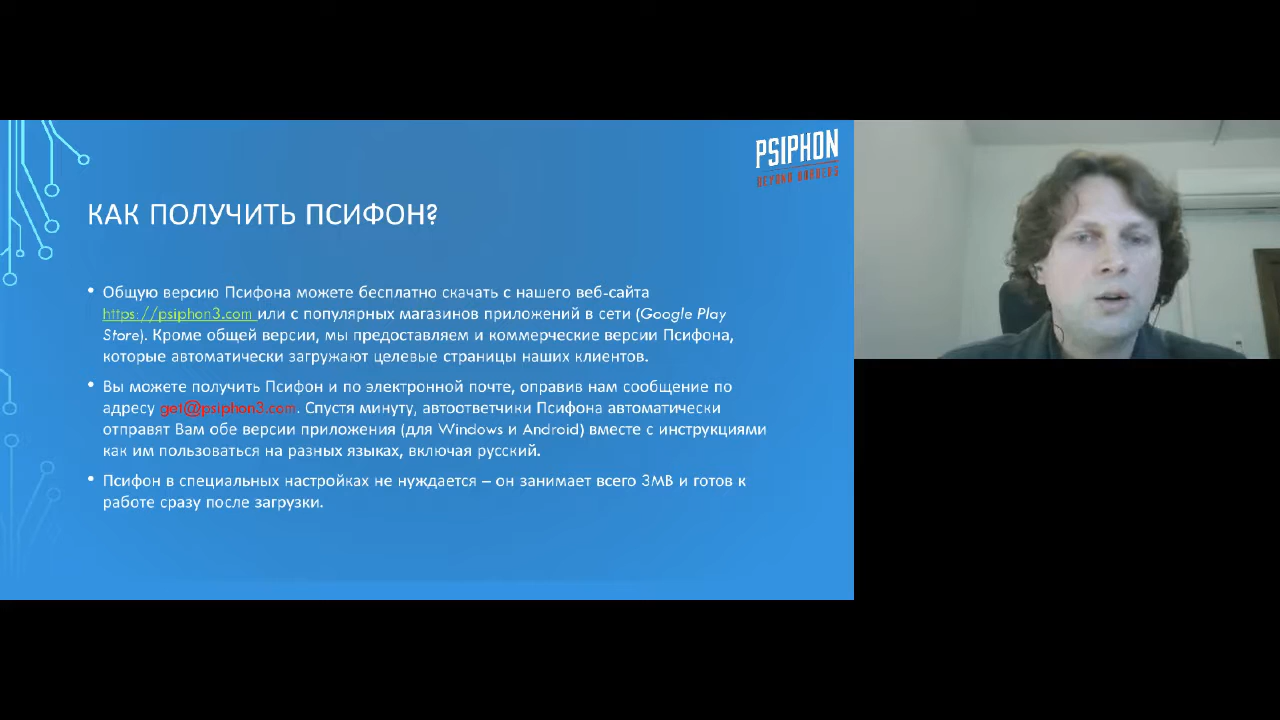 PSIPHON
BEYOND BORDERS
КАК ПОЛУЧИТЬ ПСИФОН?
• Общую версию Псифона можете бесплатно скачать с нашего веб-сайта
https://psiphon3.com или с популярных магазинов приложений в сети (Google Play
Store). Кроме общей версии, мы предоставляем и коммерческие версии Псифона,
которые автоматически загружают целевые страницы наших клиентов.
• Вы можете получить Псифон и по электронной почте, оправив нам сообщение по
адресу get@psiphon3.com. Спустя минуту, автоответчики Псифона автоматически
отправят Вам обе версии приложения (для Windows и Android) вместе с инструкциями
как им пользоваться на разных языках, включая русский.
• Псифон в специальных настройках не нуждается – он занимает всего 3MB и готов к
работе сразу после загрузки.